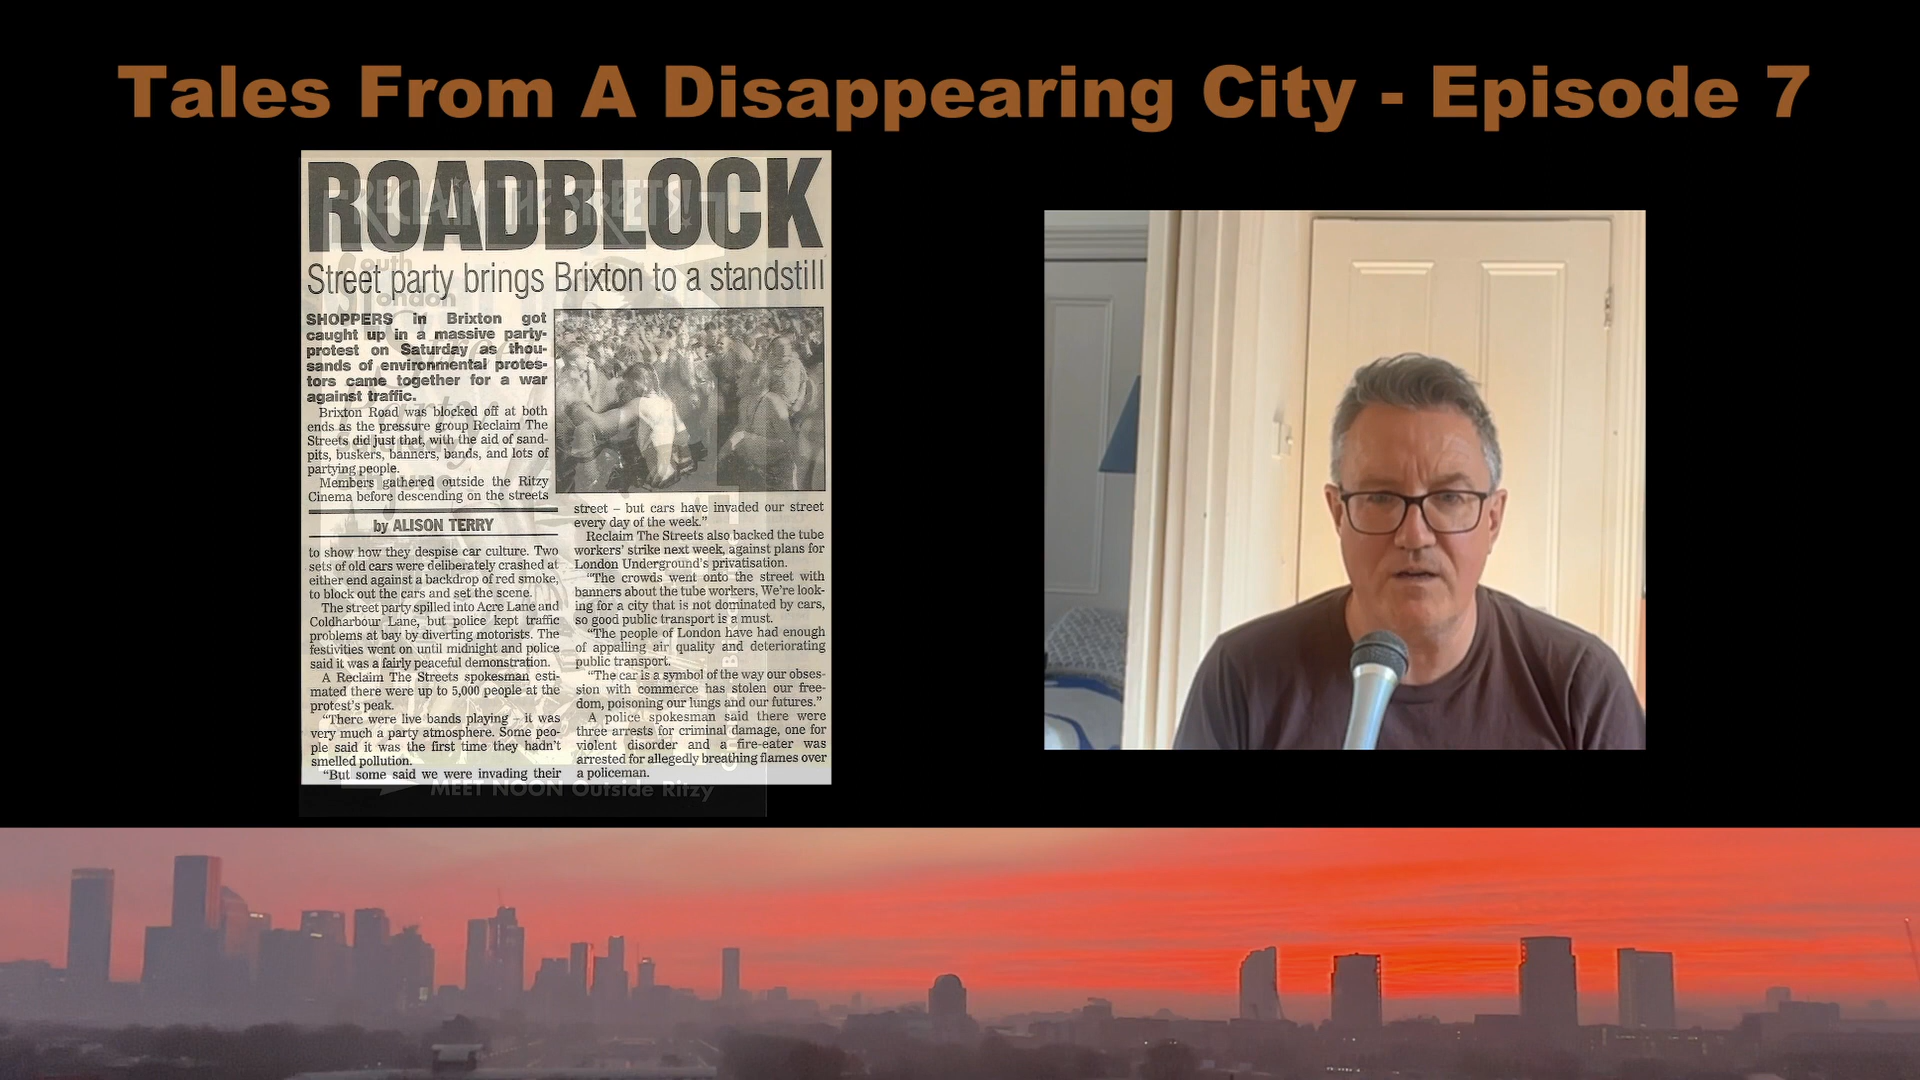 Tales From A Disappearing City - Episode 7
ROADBLOCK
Street party brings Brixton to a standstill
SHOPPERS in Brixton got
caught up in a massive party-
protest on Saturday as thou-
sands of environmental protes-
tors came together for a war
against traffic.
Brixton Road was blocked off at both
ends as the pressure group Reclaim The
Streets did just that, with the aid of sand-
pits, buskers, banners, bands, and lots of
partying people.
Members gathered outside the Ritzy
Cinema before descending on the streets
by ALISON TERRY
to show how they despise car culture. Two
sets of old cars were deliberately crashed at
either end against a backdrop of red smoke,
to block out the cars and set the scene.
The street party spilled into Acre Lane and
Coldharbour Lane, but police kept traffic
problems at bay by diverting motorists. The
festivities went on until midnight and police
said it was a fairly peaceful demonstration.
A Reclaim The Streets spokesman esti-
mated there were up to 5,000 people at the
protest's peak.
"There were live bands playing – it was
very much a party atmosphere. Some peo-
ple said it was the first time they hadn't
smelled pollution.
"But some said we were invading their
street – but cars have invaded our street
every day of the week."
Reclaim The Streets also backed the tube
workers' strike next week, against plans for
London Underground's privatisation.
"The crowds went onto the street with
banners about the tube workers, We're look-
ing for a city that is not dominated by cars,
so good public transport is a must.
"The people of London have had enough
of appalling air quality and deteriorating
public transport.
"The car is a symbol of the way our obses-
sion with commerce has stolen our free-
dom, poisoning our lungs and our futures."
A police spokesman said there were
three arrests for criminal damage, one for
violent disorder and a fire-eater was
arrested for allegedly breathing flames over
a policeman.
RECLAIM THE STREETS!
South
London
Street
Party
Saturday
MEET NOON Outside Ritzy